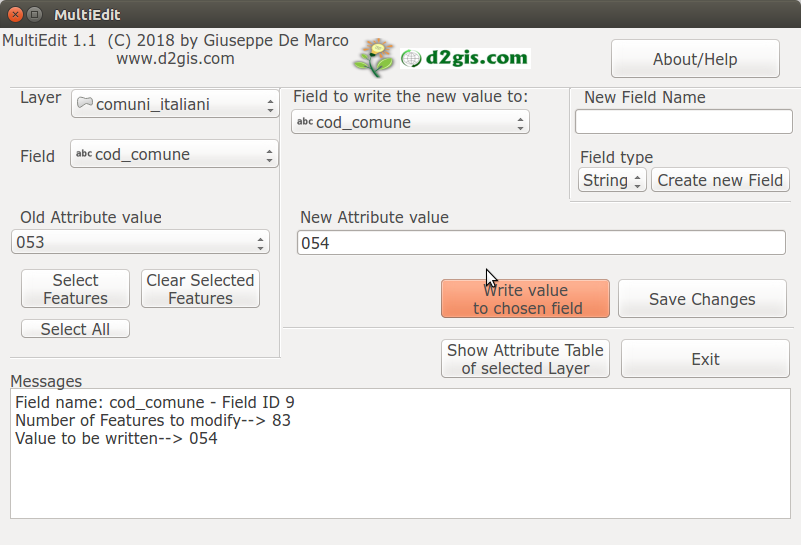 MultiEdit
MultiEdit 1.1 (C) 2018 by Giuseppe De Marco
www.d2gis.com
d2gis.com
About/Help
Layer
comuni_italiani
Field
abc cod_comune
Old Attribute value
053
Select
Features
Clear Selected
Features
Select All
Field to write the new value to:
abc cod_comune
New Field Name
Field type
String
Create new Field
New Attribute value
054
Write value
to chosen field
Save Changes
Show Attribute Table
of selected Layer
Exit
Messages
Field name: cod_comune - Field ID 9
Number of Features to modify--> 83
Value to be written--> 054